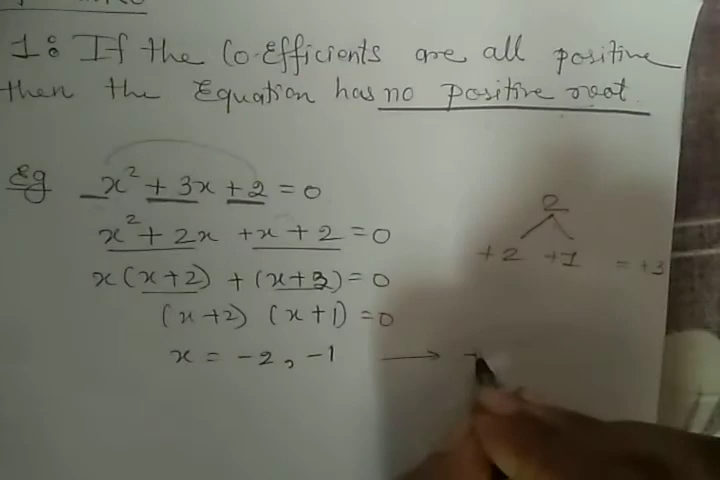 1: If the Co-Efficients are all positive
then the Equation has no positive root.
Eg x² + 3x + 2 = 0
x² + 2x + x + 2 = 0
2
+2 +1 = +3
x(x+2) + (x+3) = 0
(x+2) (x+1) = 0
x = -2, -1 →